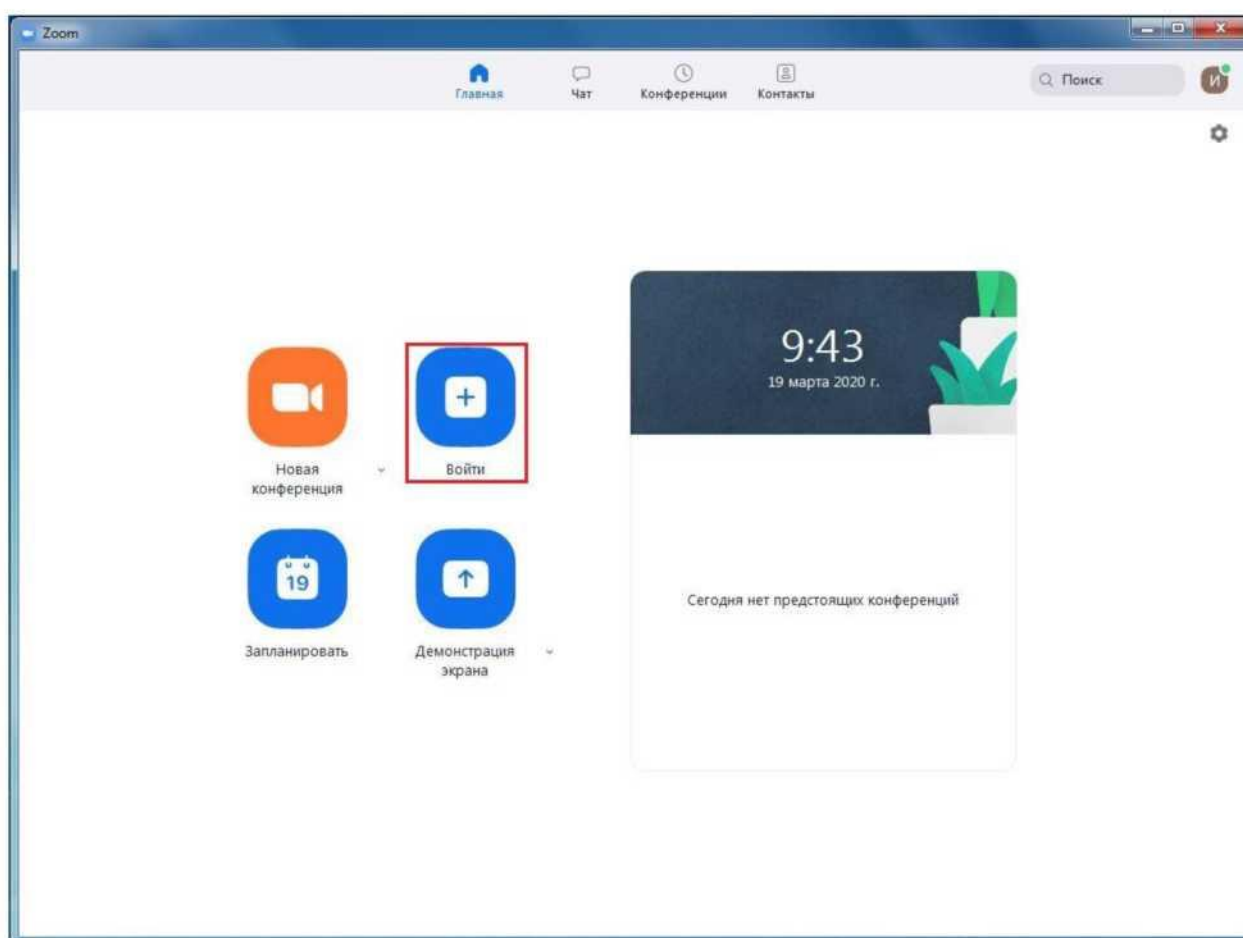 Zoom
Главная
Чат
Конференции
Контакты
Поиск
И
9:43
19 марта 2020 г.
Новая
конференция
Войти
19
Запланировать
Демонстрация
экрана
Сегодня нет предстоящих конференций